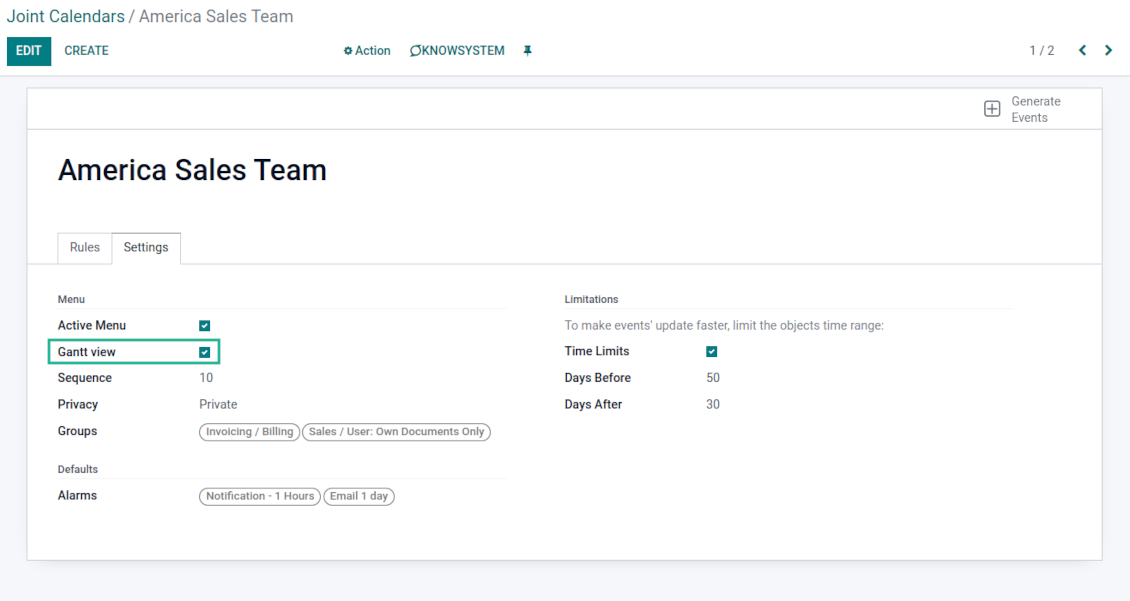 Joint Calendars / America Sales Team
EDIT CREATE Action KNOWSYSTEM 1 / 2
Generate
Events
America Sales Team
Rules Settings
Menu
Active Menu
Gantt view
Sequence 10
Privacy Private
Groups Invoicing / Billing Sales / User: Own Documents Only
Defaults
Alarms Notification - 1 Hours Email 1 day
Limitations
To make events' update faster, limit the objects time range:
Time Limits
Days Before 50
Days After 30